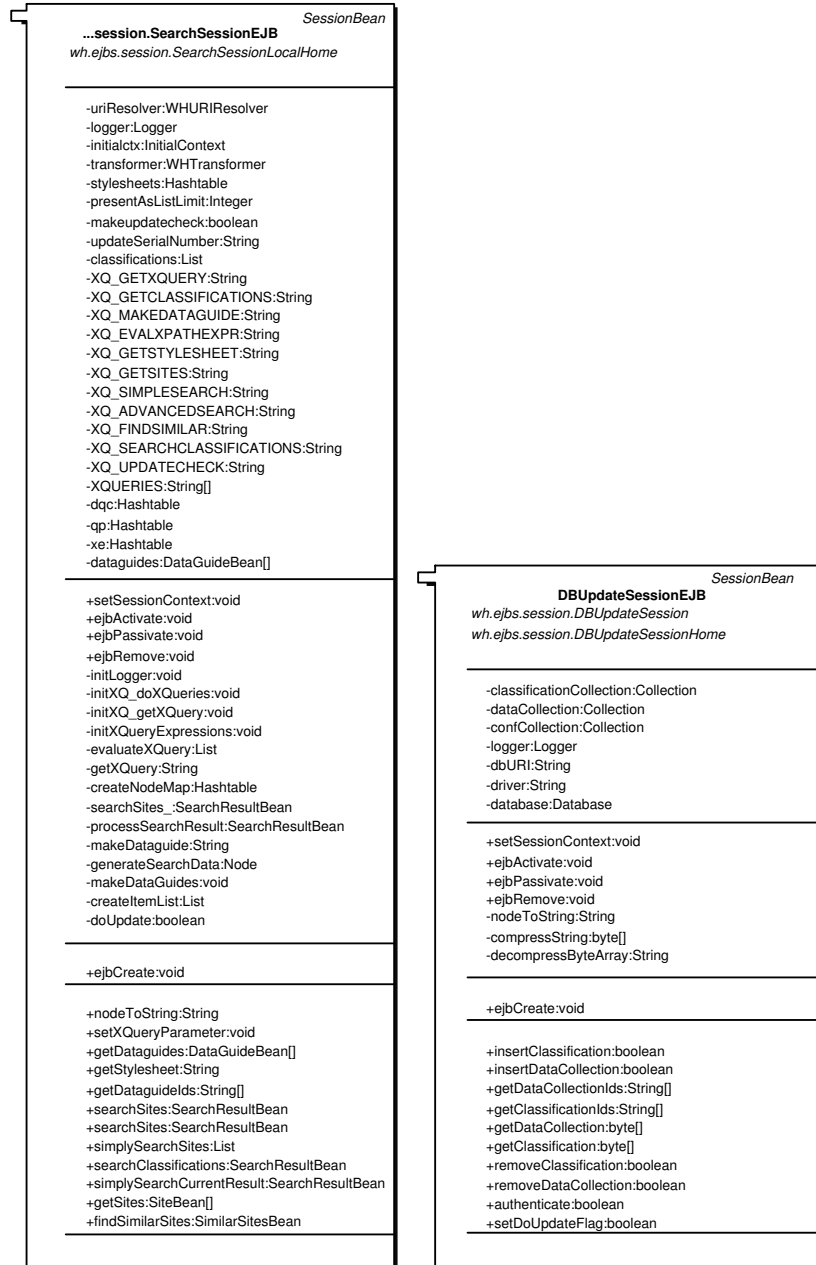 SessionBean
...session.SearchSessionEJB
wh.ejbs.session.SearchSessionLocalHome
-uriResolver:WHURIResolver
-logger:Logger
-initialctx:InitialContext
-transformer:WHTransformer
-stylesheets:Hashtable
-presentAsListLimit:Integer
-makeupdatecheck:boolean
-updateSerialNumber:String
-classifications:List
-XQ_GETXQUERY:String
-XQ_GETCLASSIFICATIONS:String
-XQ_MAKEDATAGUIDE:String
-XQ_EVALXPATHEXPR:String
-XQ_GETSTYLESHEET:String
-XQ_GETSITES:String
-XQ_SIMPLESEARCH:String
-XQ_ADVANCEDSEARCH:String
-XQ_FINDSIMILAR:String
-XQ_SEARCHCLASSIFICATIONS:String
-XQ_UPDATECHECK:String
-XQUERIES:String[]
-dqc:Hashtable
-qp:Hashtable
-xe:Hashtable
-dataguides:DataGuideBean[]
+setSessionContext:void
+ejbActivate:void
+ejbPassivate:void
+ejbRemove:void
-initLogger:void
-initXQ_doXQueries:void
-initXQ_getXQuery:void
-initXQueryExpressions:void
-evaluateXQuery:List
-getXQuery:String
-createNodeMap:Hashtable
-searchSites_:SearchResultBean
-processSearchResult:SearchResultBean
-makeDataguide:String
-generateSearchData:Node
-makeDataGuides:void
-createItemList:List
-doUpdate:boolean
+ejbCreate:void
+nodeToString:String
+setXQueryParameter:void
+getDataguides:DataGuideBean[]
+getStylesheet:String
+getDataguideIds:String[]
+searchSites:SearchResultBean
+searchSites:SearchResultBean
+simplySearchSites:List
+searchClassifications:SearchResultBean
+simplySearchCurrentResult:SearchResultBean
+getSites:SiteBean[]
+findSimilarSites:SimilarSitesBean
SessionBean
DBUpdateSessionEJB
wh.ejbs.session.DBUpdateSession
wh.ejbs.session.DBUpdateSessionHome
-classificationCollection:Collection
-dataCollection:Collection
-confCollection:Collection
-logger:Logger
-dbURI:String
-driver:String
-database:Database
+setSessionContext:void
+ejbActivate:void
+ejbPassivate:void
+ejbRemove:void
-nodeToString:String
-compressString:byte[]
-decompressByteArray:String
+ejbCreate:void
+insertClassification:boolean
+insertDataCollection:boolean
+getDataCollectionIds:String[]
+getClassificationIds:String[]
+getDataCollection:byte[]
+getClassification:byte[]
+removeClassification:boolean
+removeDataCollection:boolean
+authenticate:boolean
+setDoUpdateFlag:boolean